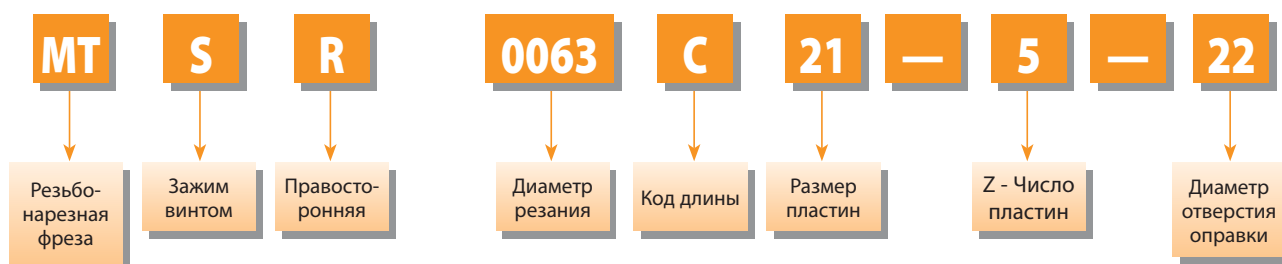 MT S R 0063 C 21 — 5 — 22
Резьбо-
нарезная
фреза
Зажим
винтом
Правосто-
ронняя
Диаметр
резания
Код длины
Размер
пластин
Z - Число
пластин
Диаметр
отверстия
оправки